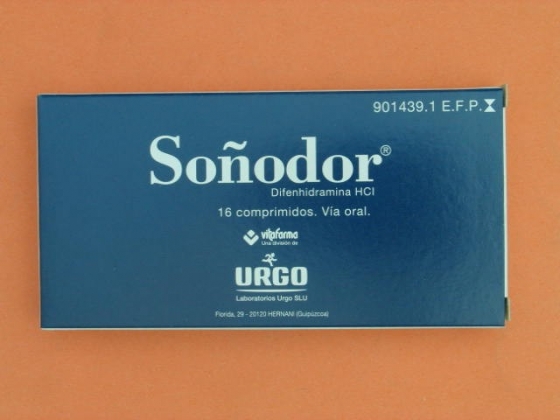 901439.1 E.F.P.
Soñodor®
Difenhidramina HCl
16 comprimidos. Vía oral.
vitafarma
Una división de
URGO
Laboratorios Urgo SLU
Florida, 29 - 20120 HERNANI (Guipúzcoa)